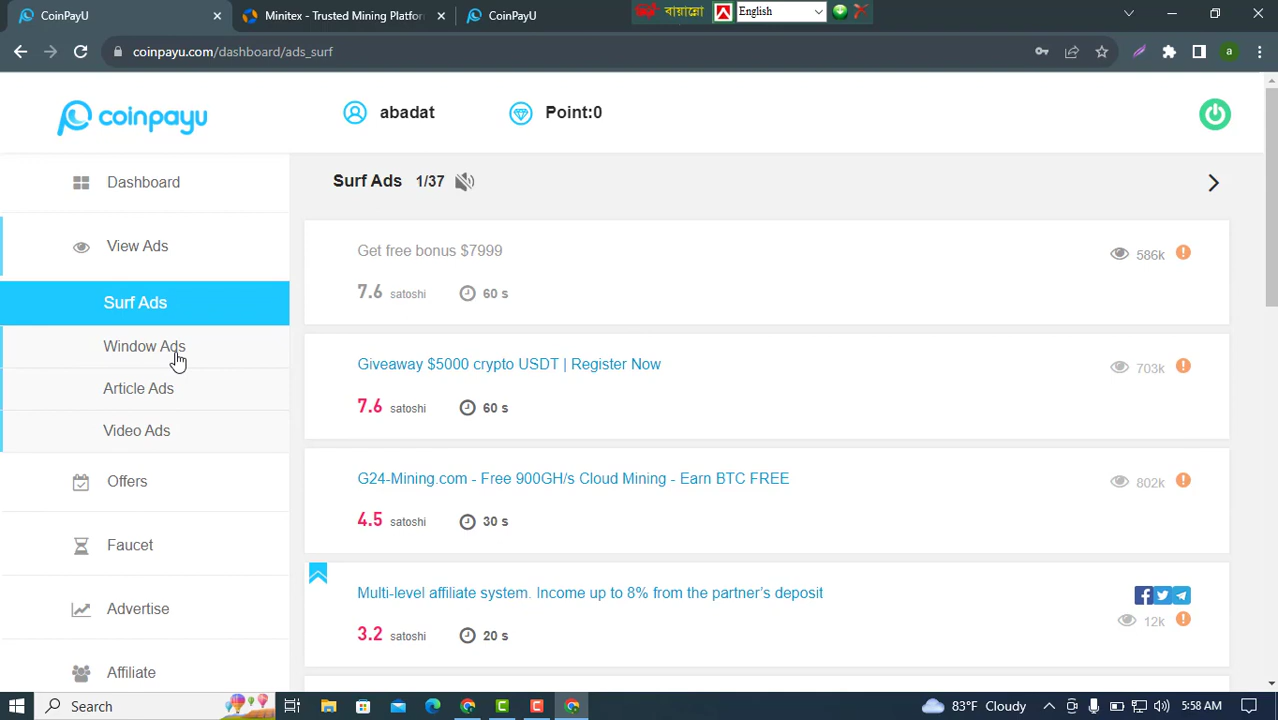 CoinPayU
Mingfex - Trustest Mining Platfor
CoinPayU
বায়ান্নো
English
coinpayu.com/dashboard/ads_surf
a
coinpayu
abadat
Point:0
Dashboard
View Ads
Surf Ads
Window Ads
Article Ads
Video Ads
Offers
Faucet
Advertise
Affiliate
Surf Ads 1/37
Get free bonus $7999
586k
7.6 satoshi 60 s
Giveaway $5000 crypto USDT | Register Now
703k
7.6 satoshi 60 s
G24-Mining.com - Free 900GH/s Cloud Mining - Earn BTC FREE
802k
4.5 satoshi 30 s
Multi-level affiliate system. Income up to 8% from the partner's deposit
12k
3.2 satoshi 20 s
Search
83°F Cloudy
5:58 AM